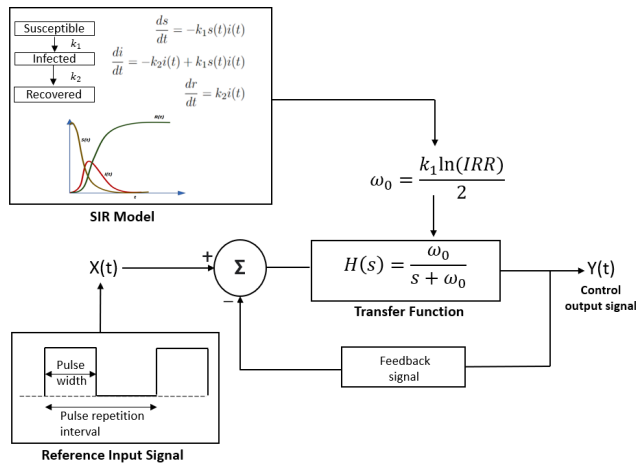 Susceptible
k₁
Infected
k₂
Recovered
ds/dt = −k₁s(t)i(t)
di/dt = −k₂i(t) + k₁s(t)i(t)
dr/dt = k₂i(t)
t
SIR Model
ω₀ = k₁ln(IRR)/2
X(t)
+
Σ
−
H(s) = ω₀/(s + ω₀)
Transfer Function
Y(t)
Control
output signal
Feedback
signal
Pulse
width
Pulse repetition
interval
Reference Input Signal